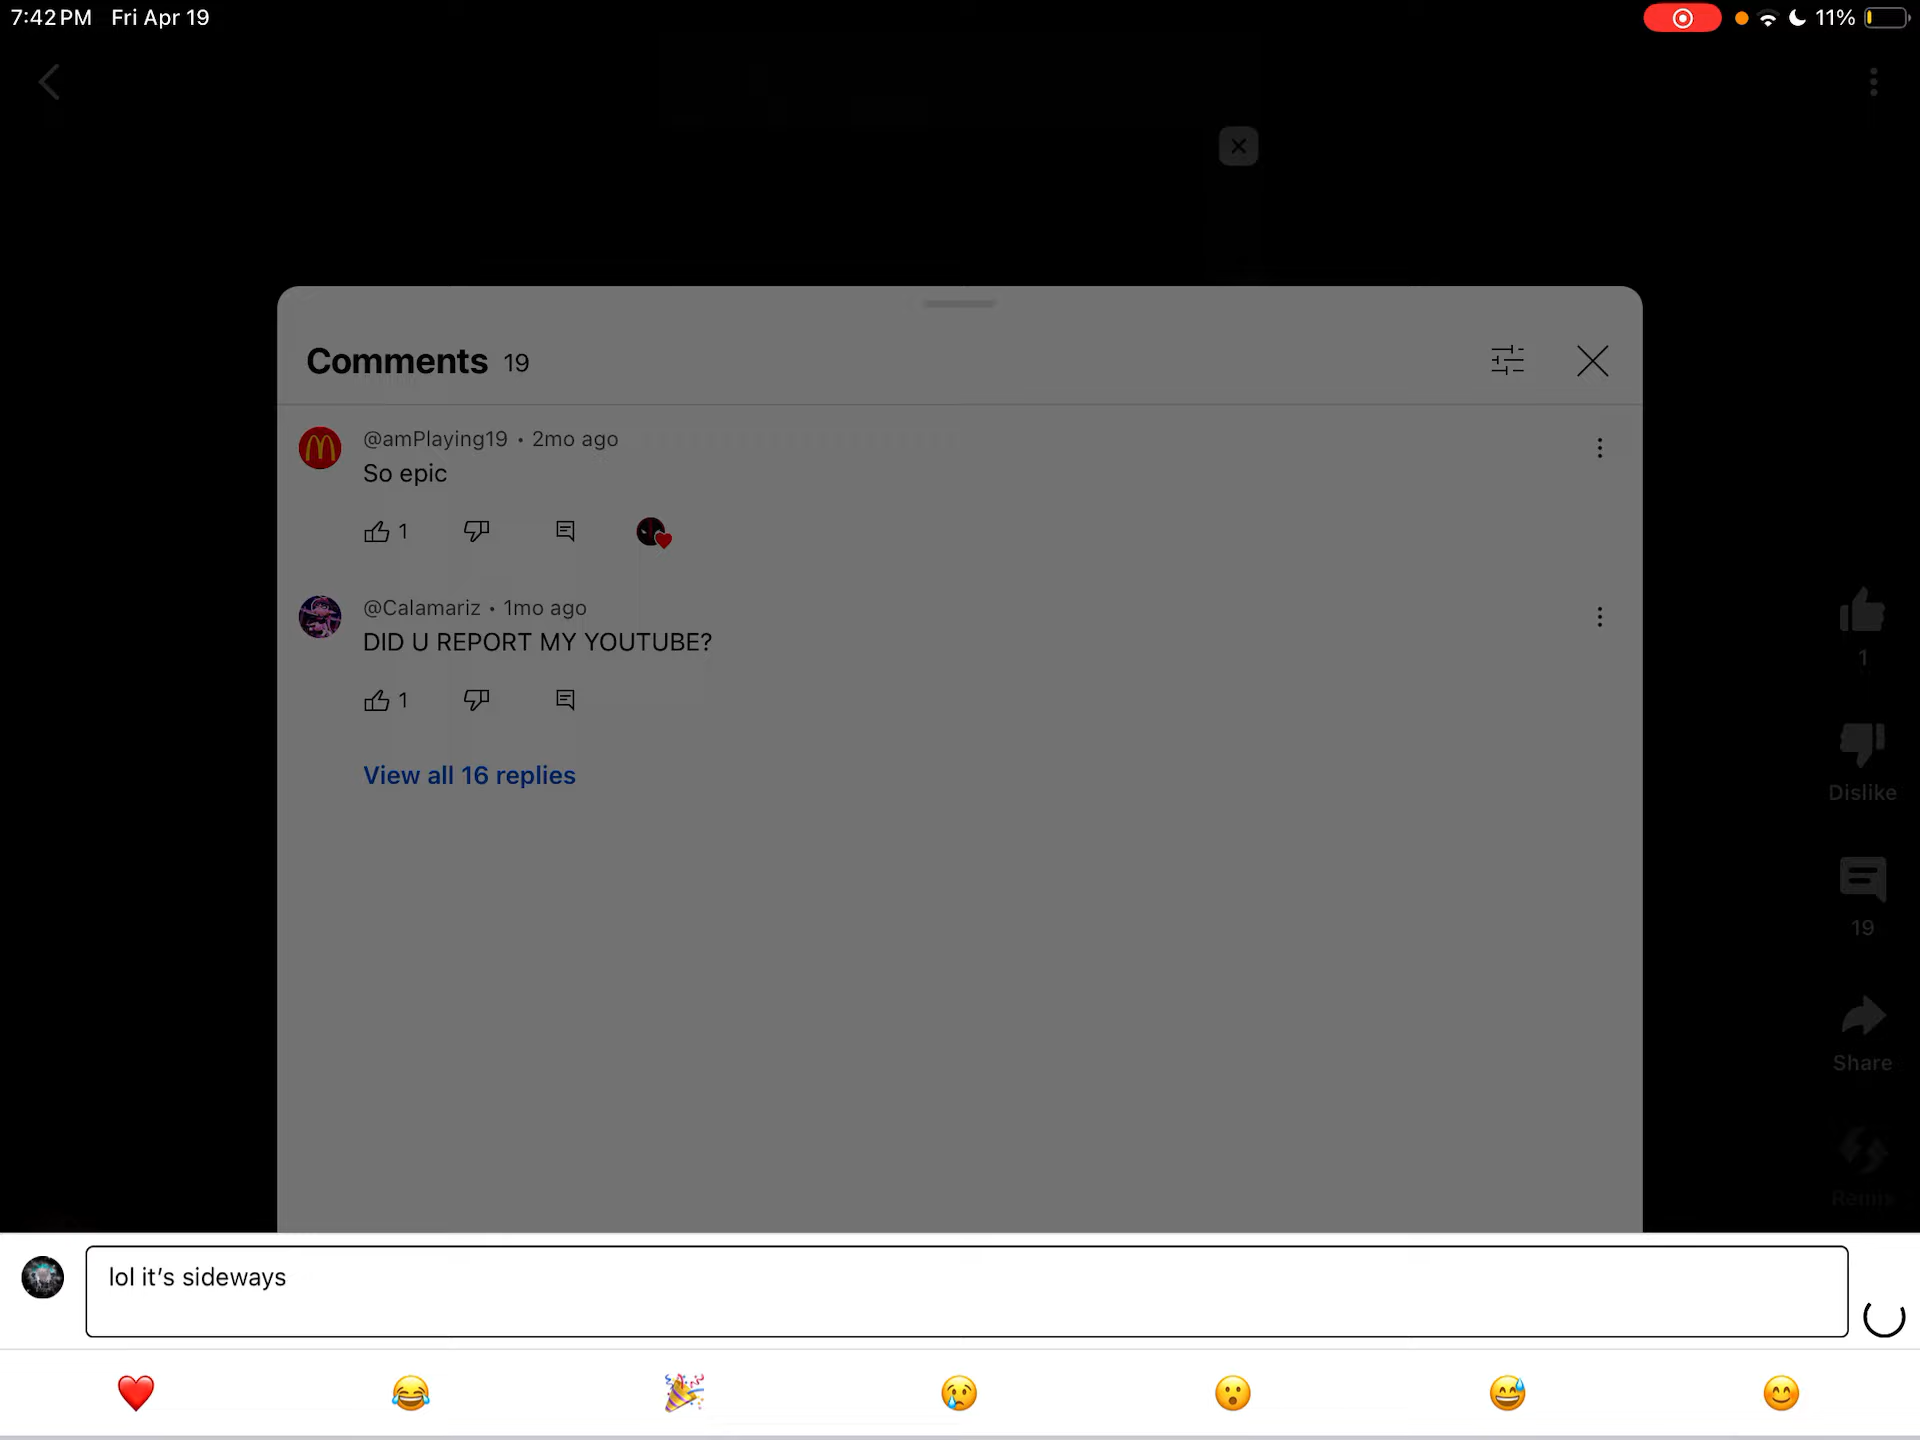 7:42 PM Fri Apr 19
11%
Comments 19
@amPlaying19 • 2mo ago
So epic
1
@Calamariz • 1mo ago
DID U REPORT MY YOUTUBE?
1
View all 16 replies
1
Dislike
19
Share
Remix
lol it’s sideways